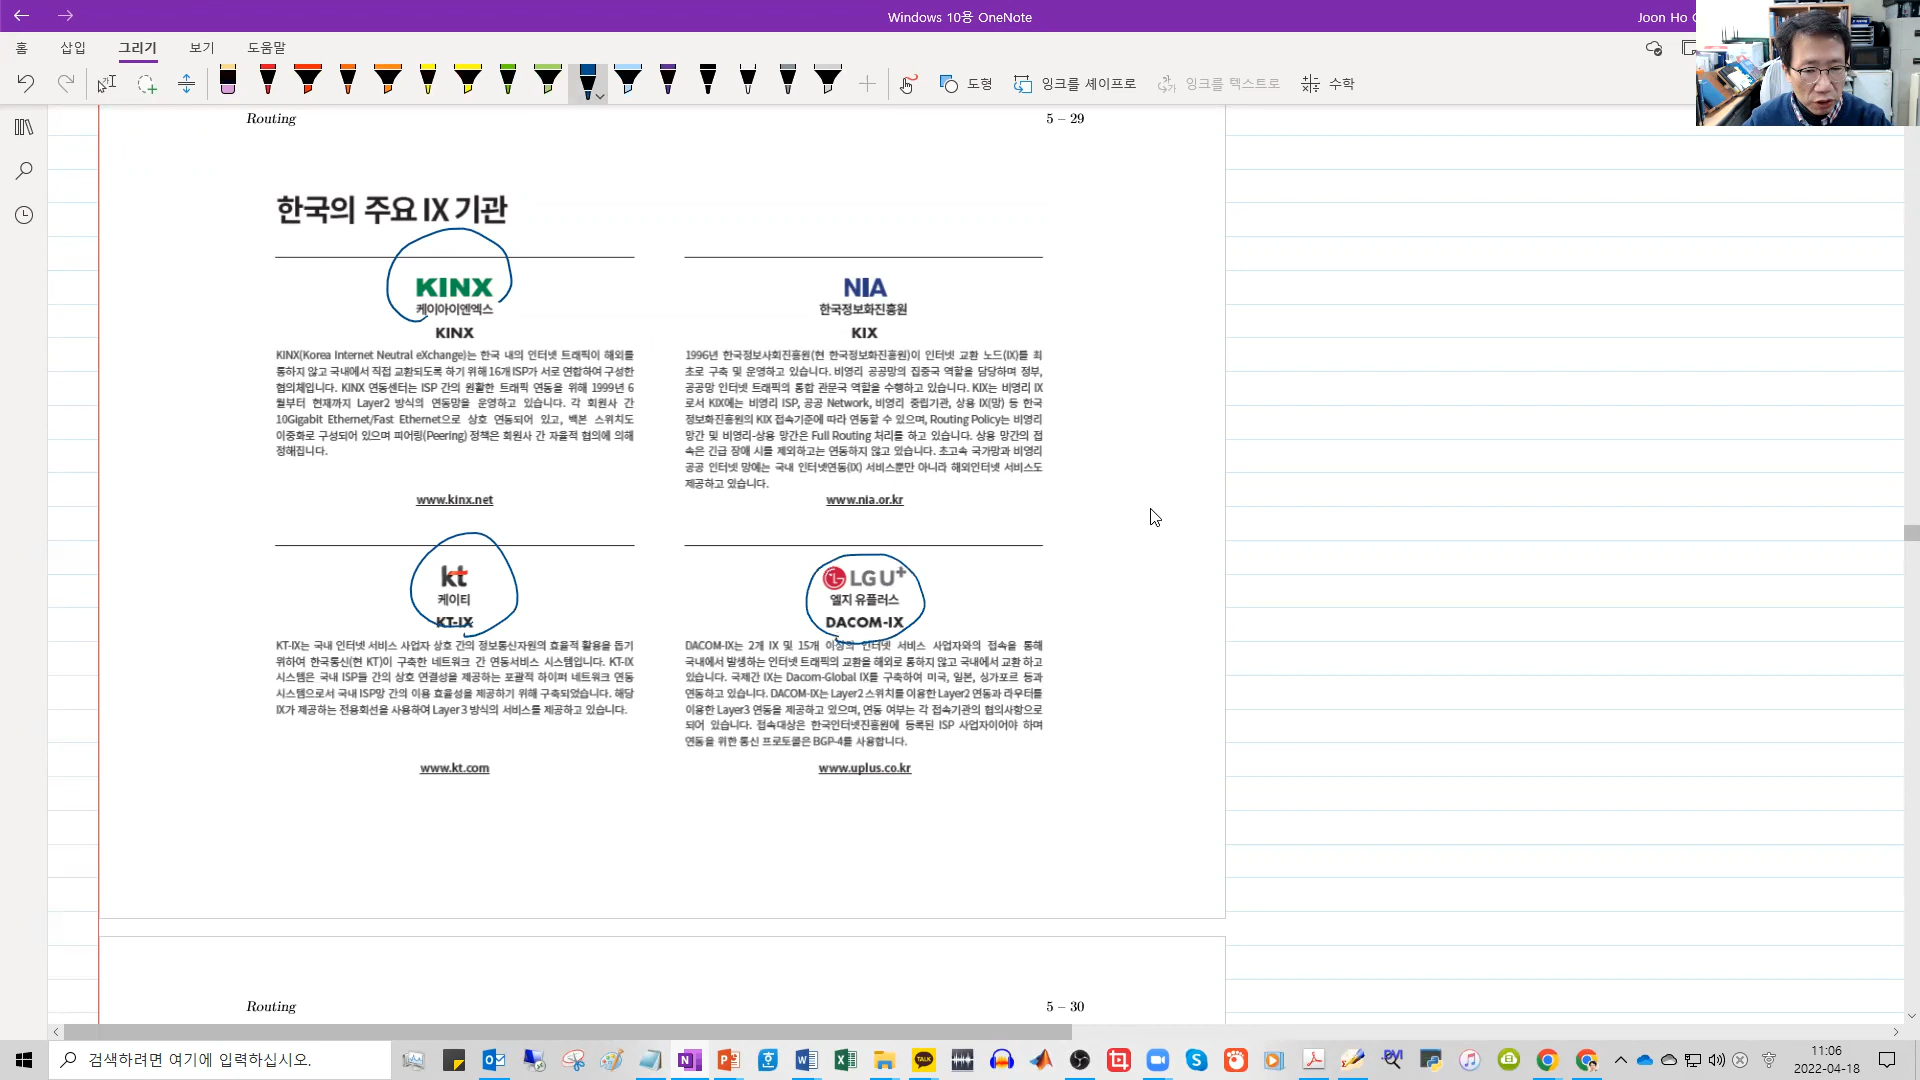 Windows 10용 OneNote
Joon Ho
홈 삽입 그리기 보기 도움말
도형 잉크를 셰이프로 잉크를 텍스트로 수학
Routing 5 – 29
한국의 주요 IX 기관
KINX
케이아이엔엑스
KINX
KINX(Korea Internet Neutral eXchange)는 한국 내의 인터넷 트래픽이 해외를
통하지 않고 국내에서 직접 교환되도록 하기 위해 16개 ISP가 서로 연합하여 구성한
협의체입니다. KINX 연동센터는 ISP 간의 원활한 트래픽 연동을 위해 1999년 6
월부터 현재까지 Layer2 방식의 연동망을 운영하고 있습니다. 각 회원사 간
10Gigabit Ethernet/Fast Ethernet으로 상호 연동되어 있고, 백본 스위치도
이중화로 구성되어 있으며 피어링(Peering) 정책은 회원사 간 자율적 협의에 의해
정해집니다.
www.kinx.net
NIA
한국정보화진흥원
KIX
1996년 한국정보사회진흥원(현 한국정보화진흥원)이 인터넷 교환 노드(IX)를 최
초로 구축 및 운영하고 있습니다. 비영리 공공망의 집중국 역할을 담당하며 정부,
공공망 인터넷 트래픽의 통합 관문국 역할을 수행하고 있습니다. KIX는 비영리 IX
로서 KIX에는 비영리 ISP, 공공 Network, 비영리 중립기관, 상용 IX(망) 등 한국
정보화진흥원의 KIX 접속기준에 따라 연동할 수 있으며, Routing Policy는 비영리
망간 및 비영리-상용 망간은 Full Routing 처리를 하고 있습니다. 상용 망간의 접
속은 긴급 장애 시를 제외하고는 연동하지 않고 있습니다. 초고속 국가망과 비영리
공공 인터넷 망에는 국내 인터넷연동(IX) 서비스뿐만 아니라 해외인터넷 서비스도
제공하고 있습니다.
www.nia.or.kr
kt
케이티
KT-IX
KT-IX는 국내 인터넷 서비스 사업자 상호 간의 정보통신자원의 효율적 활용을 돕기
위하여 한국통신(현 KT)이 구축한 네트워크 간 연동서비스 시스템입니다. KT-IX
시스템은 국내 ISP들 간의 상호 연결성을 제공하는 포괄적 하이퍼 네트워크 연동
시스템으로서 국내 ISP망 간의 이용 효율성을 제공하기 위해 구축되었습니다. 해당
IX가 제공하는 전용회선을 사용하여 Layer 3 방식의 서비스를 제공하고 있습니다.
www.kt.com
LG U+
엘지 유플러스
DACOM-IX
DACOM-IX는 2개 IX 및 15개 이상의 인터넷 서비스 사업자와의 접속을 통해
국내에서 발생하는 인터넷 트래픽의 교환을 해외로 통하지 않고 국내에서 교환 하고
있습니다. 국제간 IX는 Dacom-Global IX를 구축하여 미국, 일본, 싱가포르 등과
연동하고 있습니다. DACOM-IX는 Layer2 스위치를 이용한 Layer2 연동과 라우터를
이용한 Layer3 연동을 제공하고 있으며, 연동 여부는 각 접속기관의 협의사항으로
되어 있습니다. 접속대상은 한국인터넷진흥원에 등록된 ISP 사업자이어야 하며
연동을 위한 통신 프로토콜은 BGP-4를 사용합니다.
www.uplus.co.kr
Routing 5 – 30
검색하려면 여기에 입력하십시오.
11:06
2022-04-18